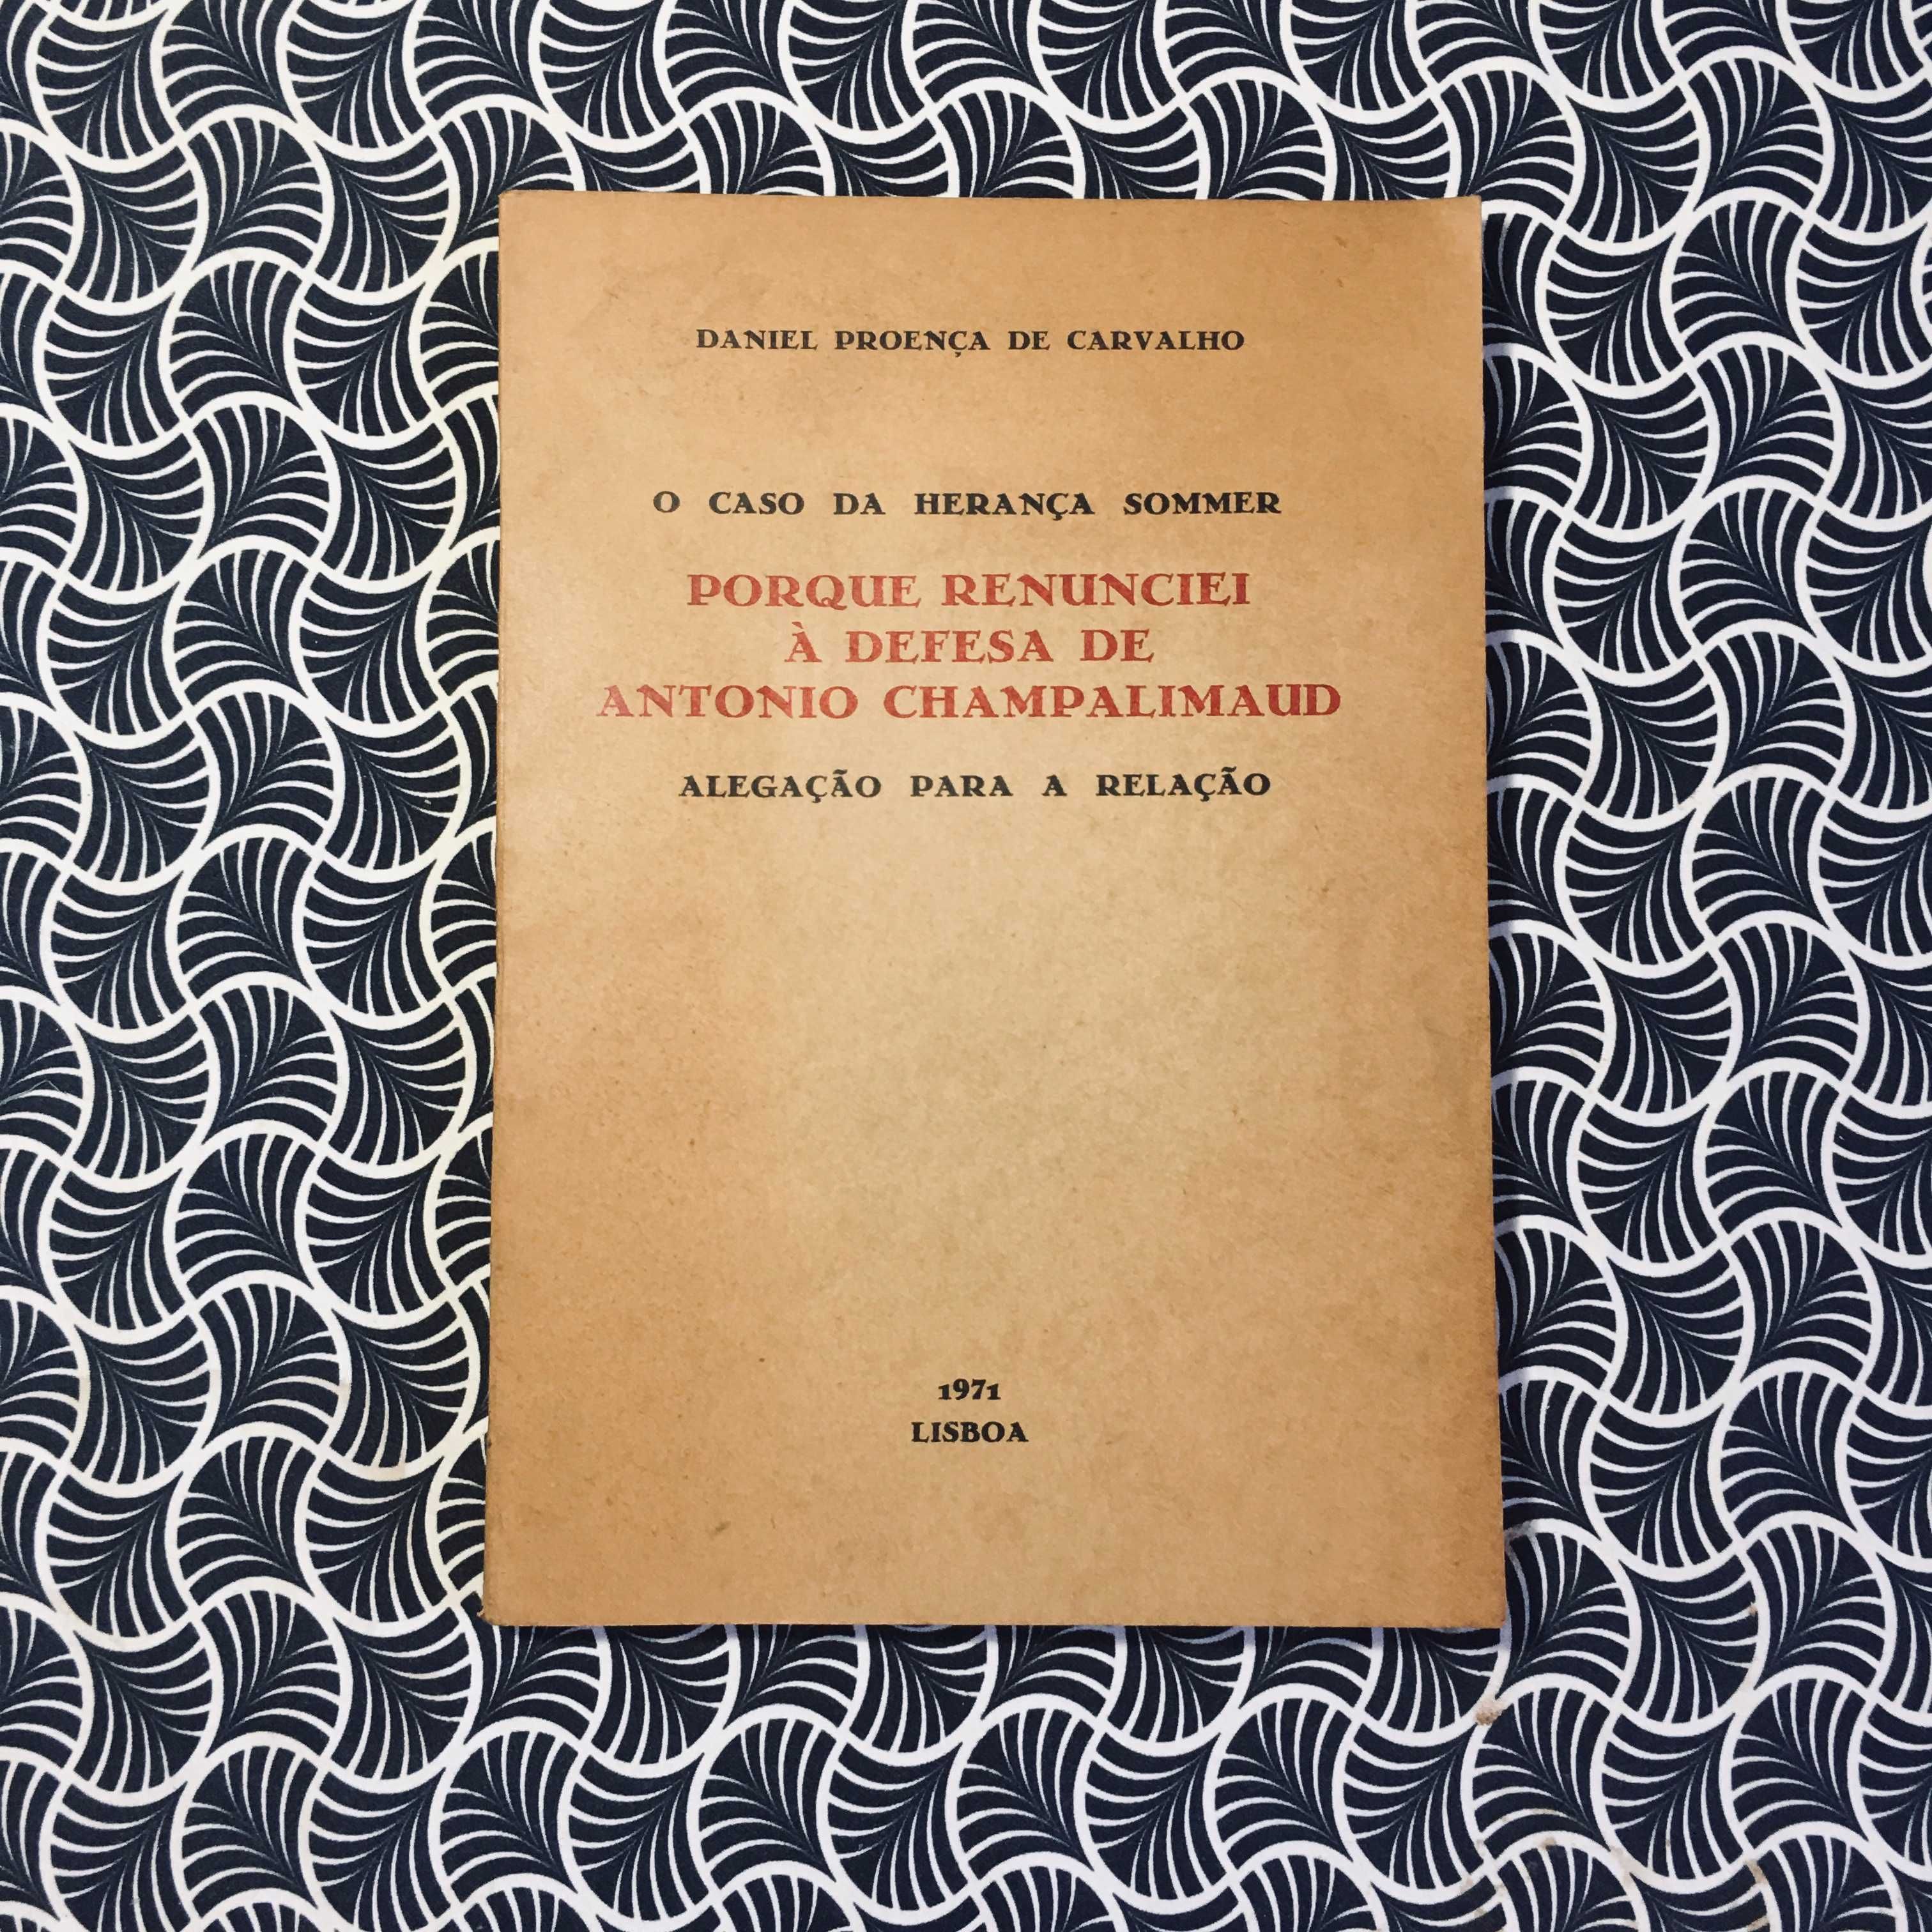 DANIEL PROENÇA DE CARVALHO
O CASO DA HERANÇA SOMMER
PORQUE RENUNCIEI
À DEFESA DE
ANTONIO CHAMPALIMAUD
ALEGAÇÃO PARA A RELAÇÃO
1971
LISBOA